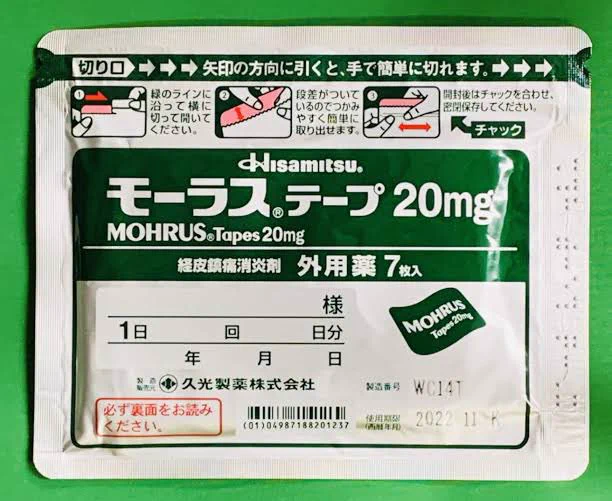 切り口 ➡➡➡ 矢印の方向に引くと、手で簡単に切れます。➡➡➡
1
緑のラインに
沿って横に
切って開いて
ください。
2
段差がついて
いるのでつかみ
やすく簡単に
取り出せます。
3
開封後はチャックを合わせ、
密閉保存してください。
チャック
HISAMITSU®
モーラス®テープ 20mg
MOHRUS®Tapes 20mg
経皮鎮痛消炎剤 外用薬 7枚入
様
1日 回 日分
年 月 日
MOHRUS
Tapes 20mg
製造販売元 久光製薬株式会社
製造番号 WC14T
必ず裏面をお読み
ください。
(01)04987188201237
使用期限
(西暦年月) 2022 11 K